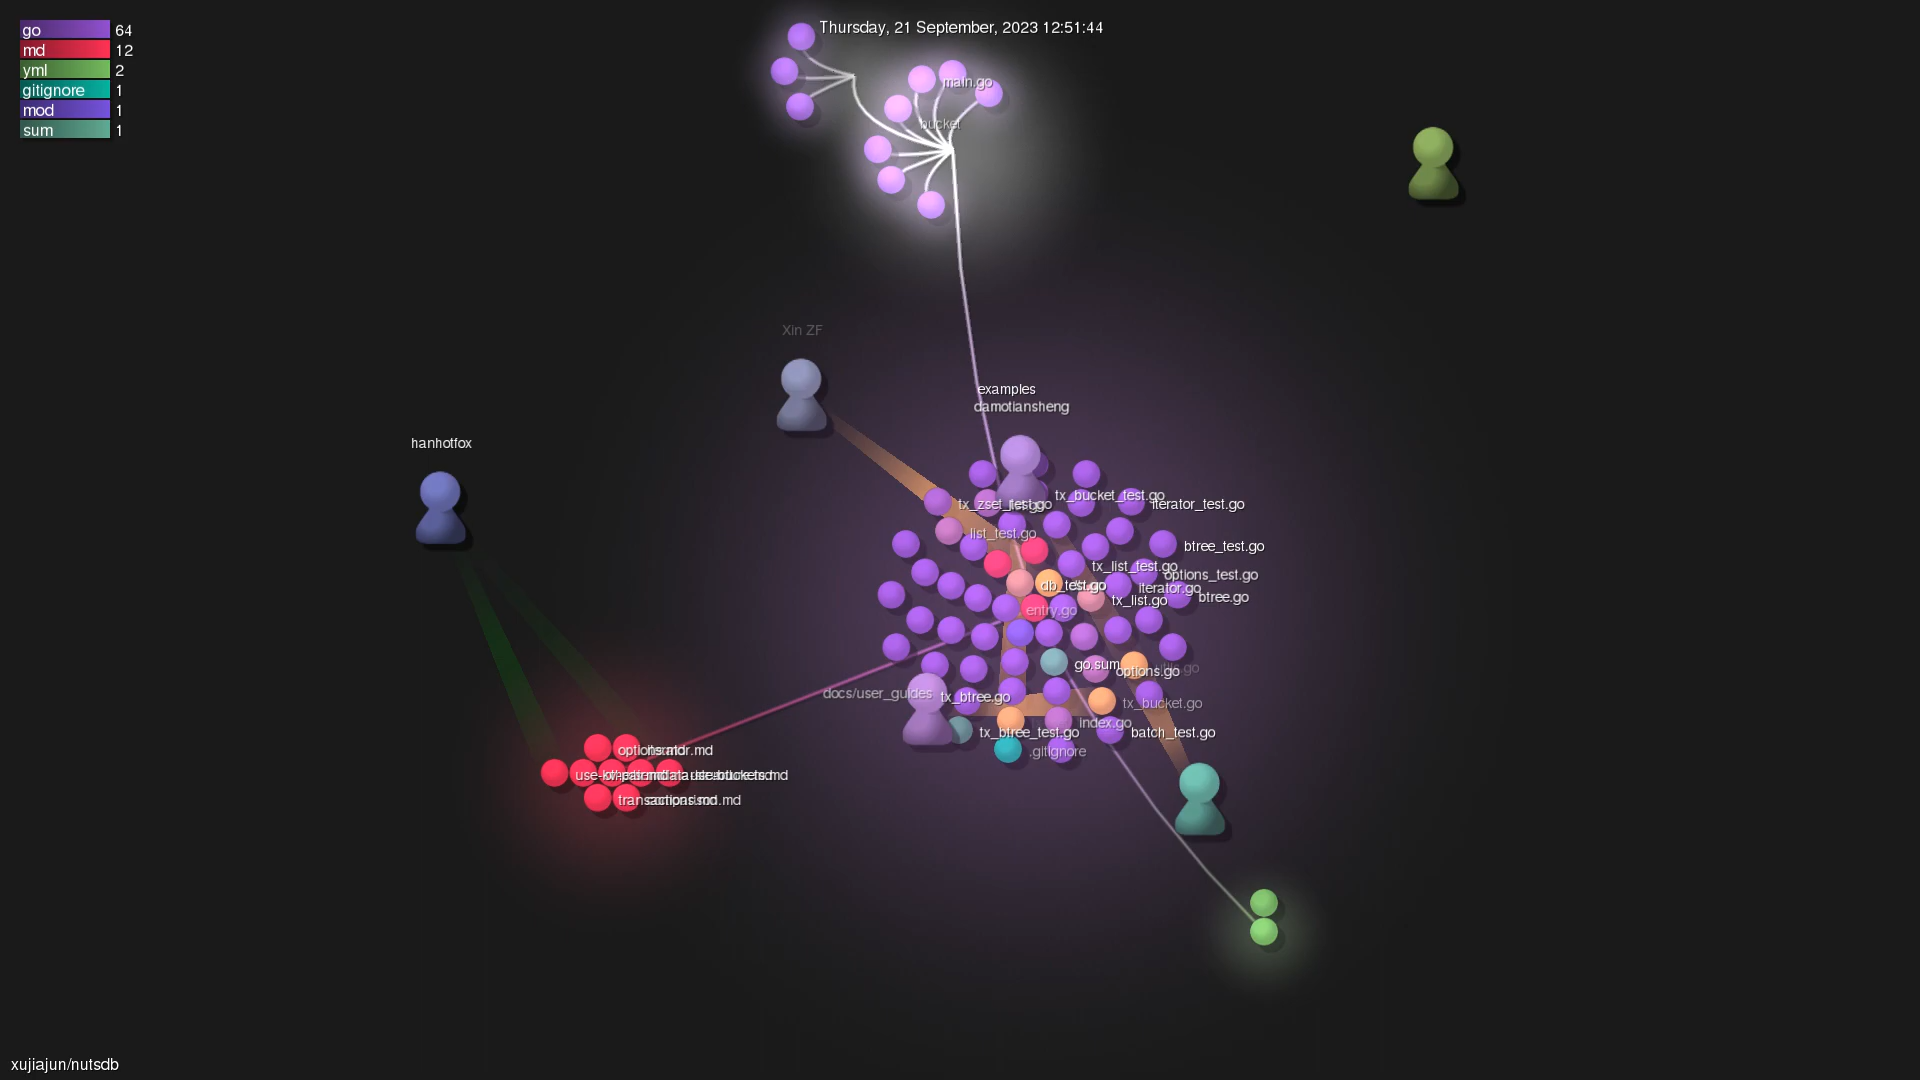 Thursday, 21 September, 2023 12:51:44
go 64
md 12
yml 2
gitignore 1
mod 1
sum 1
main.go
bucket
Xin ZF
examples
damotiansheng
hanhotfox
tx_bucket_test.go
tx_zset_test.go
iterator_test.go
list_test.go
btree_test.go
tx_list_test.go
options_test.go
db_test.go
iterator.go
btree.go
tx_list.go
entry.go
go.sum
options.go
docs/user_guides
tx_btree.go
tx_bucket.go
index.go
tx_btree_test.go
batch_test.go
.gitignore
options.md
transactions.md
xujiajun/nutsdb